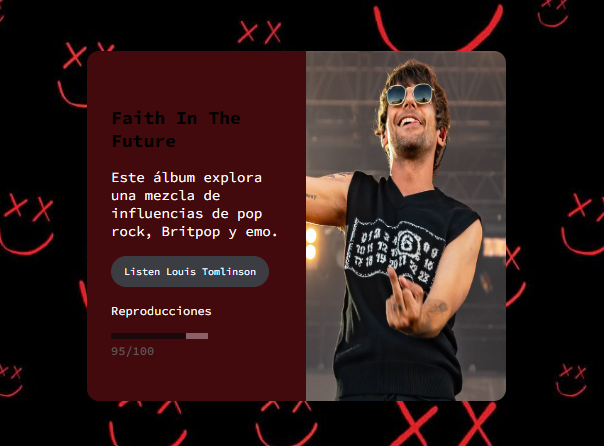 Faith In The
Future
Este álbum explora
una mezcla de
influencias de pop
rock, Britpop y emo.
Listen Louis Tomlinson
Reproducciones
95/100